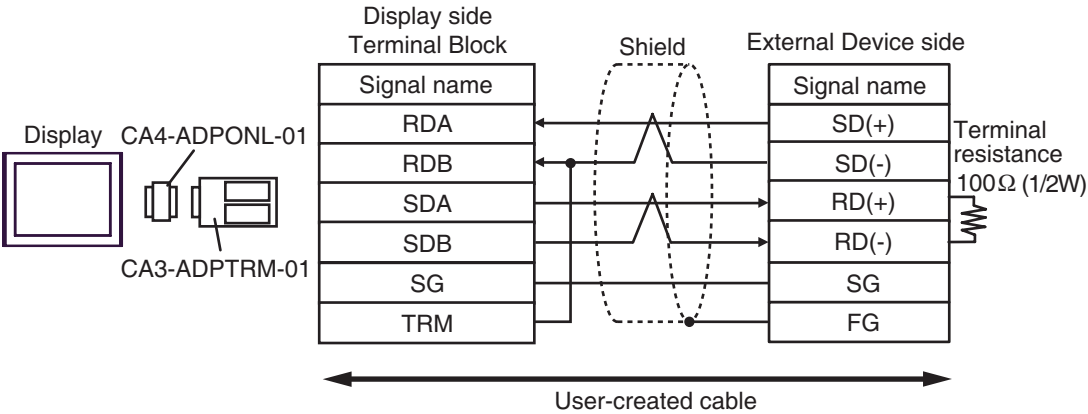 Display side
Terminal Block
Shield
External Device side
Signal name
Signal name
RDA
SD(+)
RDB
SD(-)
SDA
RD(+)
SDB
RD(-)
SG
SG
TRM
FG
Display
CA4-ADPONL-01
CA3-ADPTRM-01
Terminal
resistance
100Ω (1/2W)
User-created cable